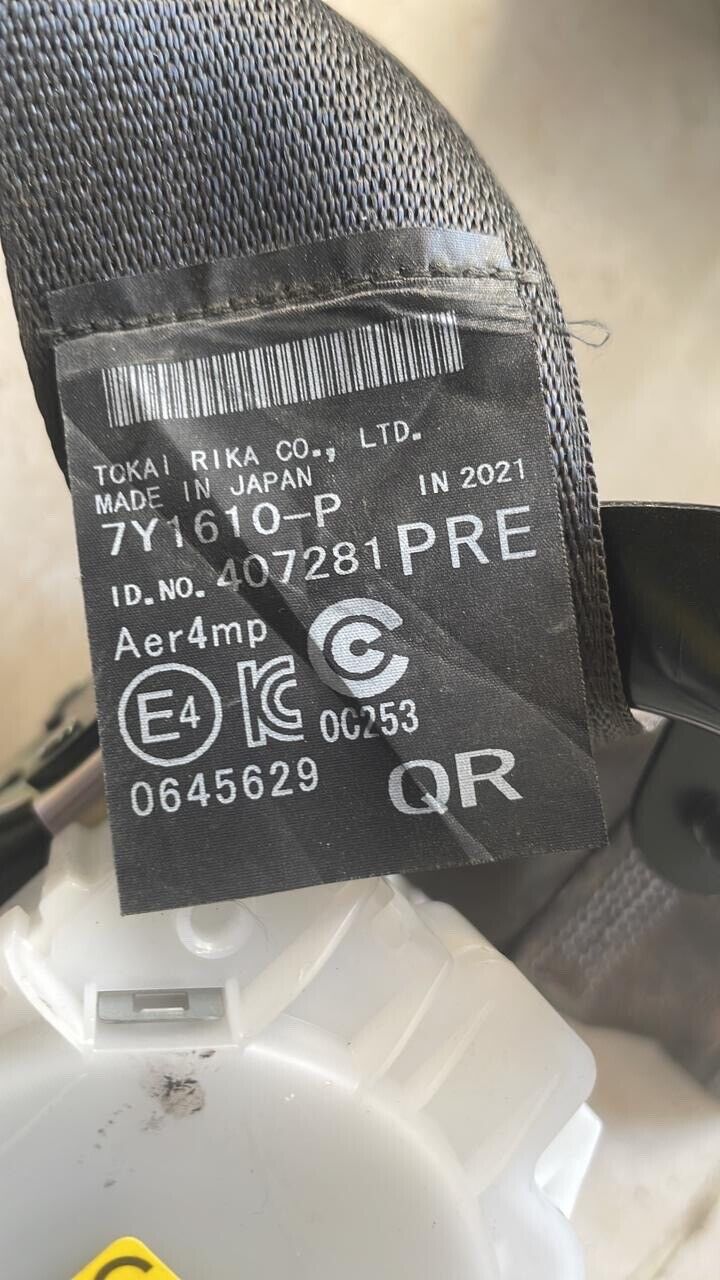 TOKAI RIKA CO., LTD.
MADE IN JAPAN IN 2021
7Y1610-P
ID.NO. 407281 PRE
Aer4mp
E4 KC C 0C253
0645629 QR